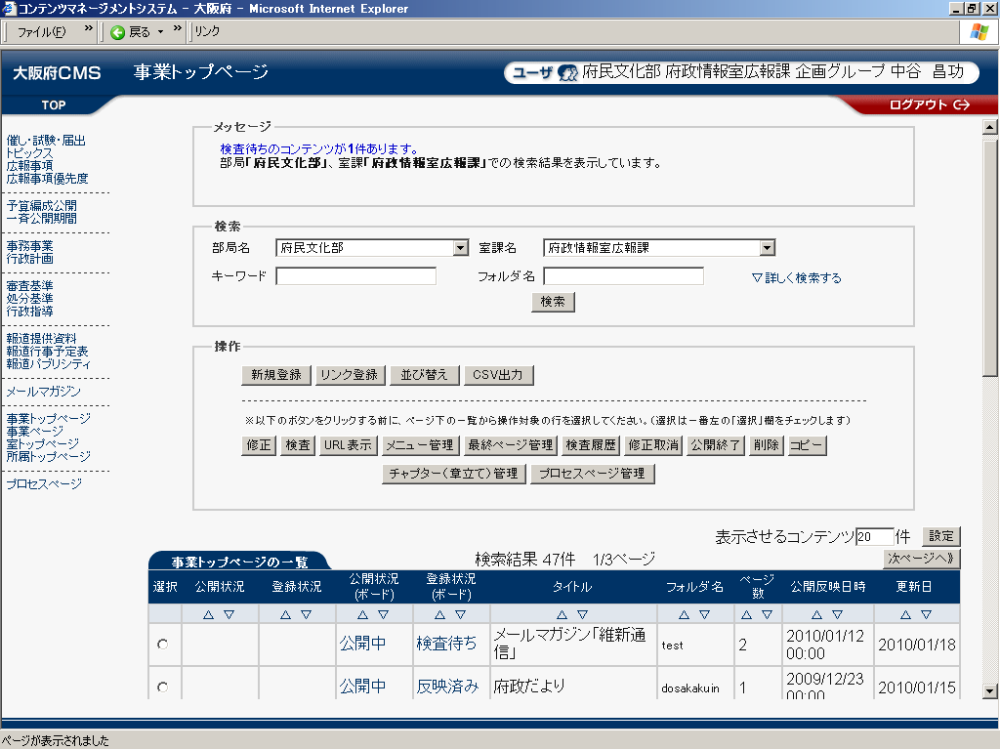 コンテンツマネージメントシステム - 大阪府 - Microsoft Internet Explorer
ファイル(F) » 戻る » リンク
大阪府CMS 事業トップページ ユーザ 府民文化部 府政情報室広報課 企画グループ 中谷 昌功
TOP ログアウト
催し・試験・届出
トピックス
広報事項
広報事項優先度
予算編成公開
一斉公開期間
事務事業
行政計画
審査基準
処分基準
行政指導
報道提供資料
報道行事予定表
報道パブリシティ
メールマガジン
事業トップページ
事業ページ
室トップページ
所属トップページ
プロセスページ
メッセージ
検査待ちのコンテンツが1件あります。
部局「府民文化部」、室課「府政情報室広報課」での検索結果を表示しています。
検索
部局名 府民文化部 室課名 府政情報室広報課
キーワード フォルダ名 ▽詳しく検索する
検索
操作
新規登録 リンク登録 並び替え CSV出力
※以下のボタンをクリックする前に、ページ下の一覧から操作対象の行を選択してください。(選択は一番左の「選択」欄をチェックします)
修正 検査 URL表示 メニュー管理 最終ページ管理 検査履歴 修正取消 公開終了 削除 コピー
チャプター(章立て)管理 プロセスページ管理
表示させるコンテンツ 20 件 設定
事業トップページの一覧 検索結果 47件 1/3ページ 次ページへ》
選択 公開状況 登録状況 公開状況(ボード) 登録状況(ボード) タイトル フォルダ名 ページ数 公開反映日時 更新日
△ ▽ △ ▽ △ ▽ △ ▽ △ ▽ △ ▽ △ ▽ △ ▽ △ ▽
公開中 検査待ち メールマガジン「維新通信」 test 2 2010/01/12 00:00 2010/01/18
公開中 反映済み 府政だより dosakakuin 1 2009/12/23 00:00 2010/01/15
ページが表示されました